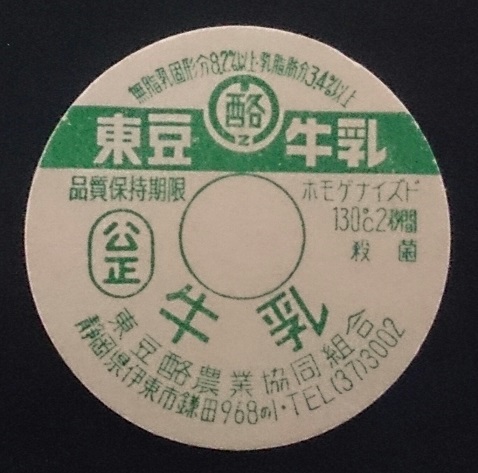 無脂乳固形分8.2%以上・乳脂肪分3.4%以上
酪
東豆 牛乳
品質保持期限
ホモゲナイズド
130℃2秒間
殺菌
公正
牛乳
東豆酪農業協同組合
静岡県伊東市鎌田968の1・TEL(37)3002